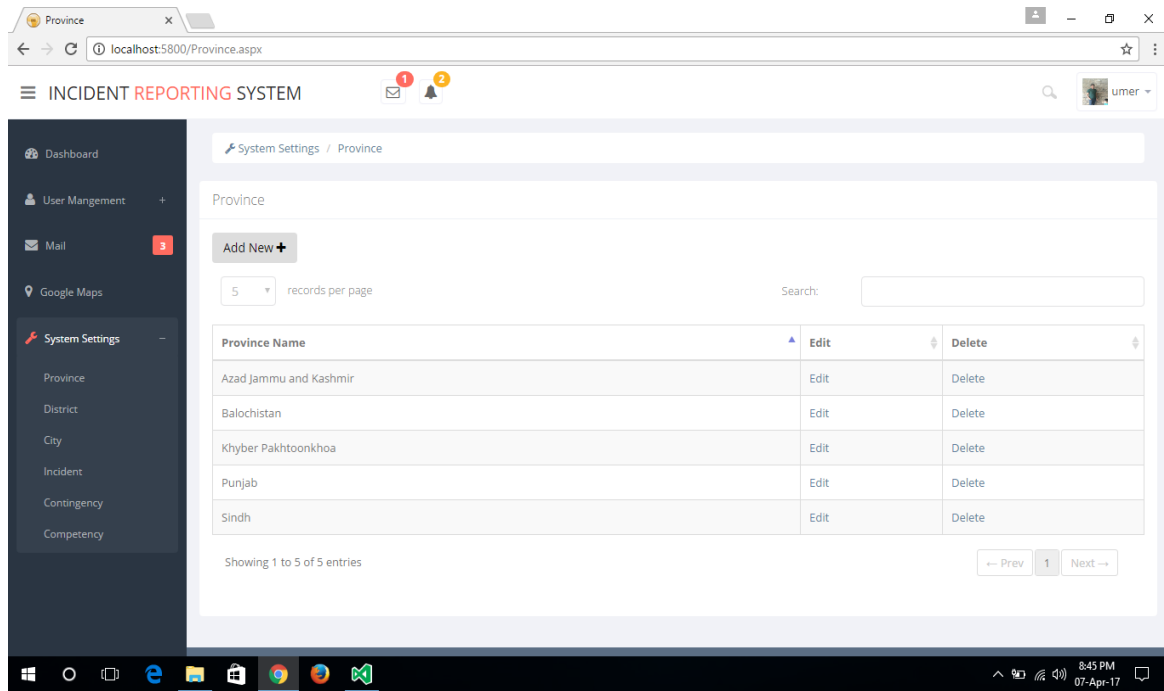 Province
localhost:5800/Province.aspx
INCIDENT REPORTING SYSTEM
1
2
umer
Dashboard
User Mangement +
Mail 3
Google Maps
System Settings −
Province
District
City
Incident
Contingency
Competency
System Settings / Province
Province
Add New
5 records per page
Search:
Province Name Edit Delete
Azad Jammu and Kashmir Edit Delete
Balochistan Edit Delete
Khyber Pakhtoonkhoa Edit Delete
Punjab Edit Delete
Sindh Edit Delete
Showing 1 to 5 of 5 entries
← Prev 1 Next →
8:45 PM
07-Apr-17